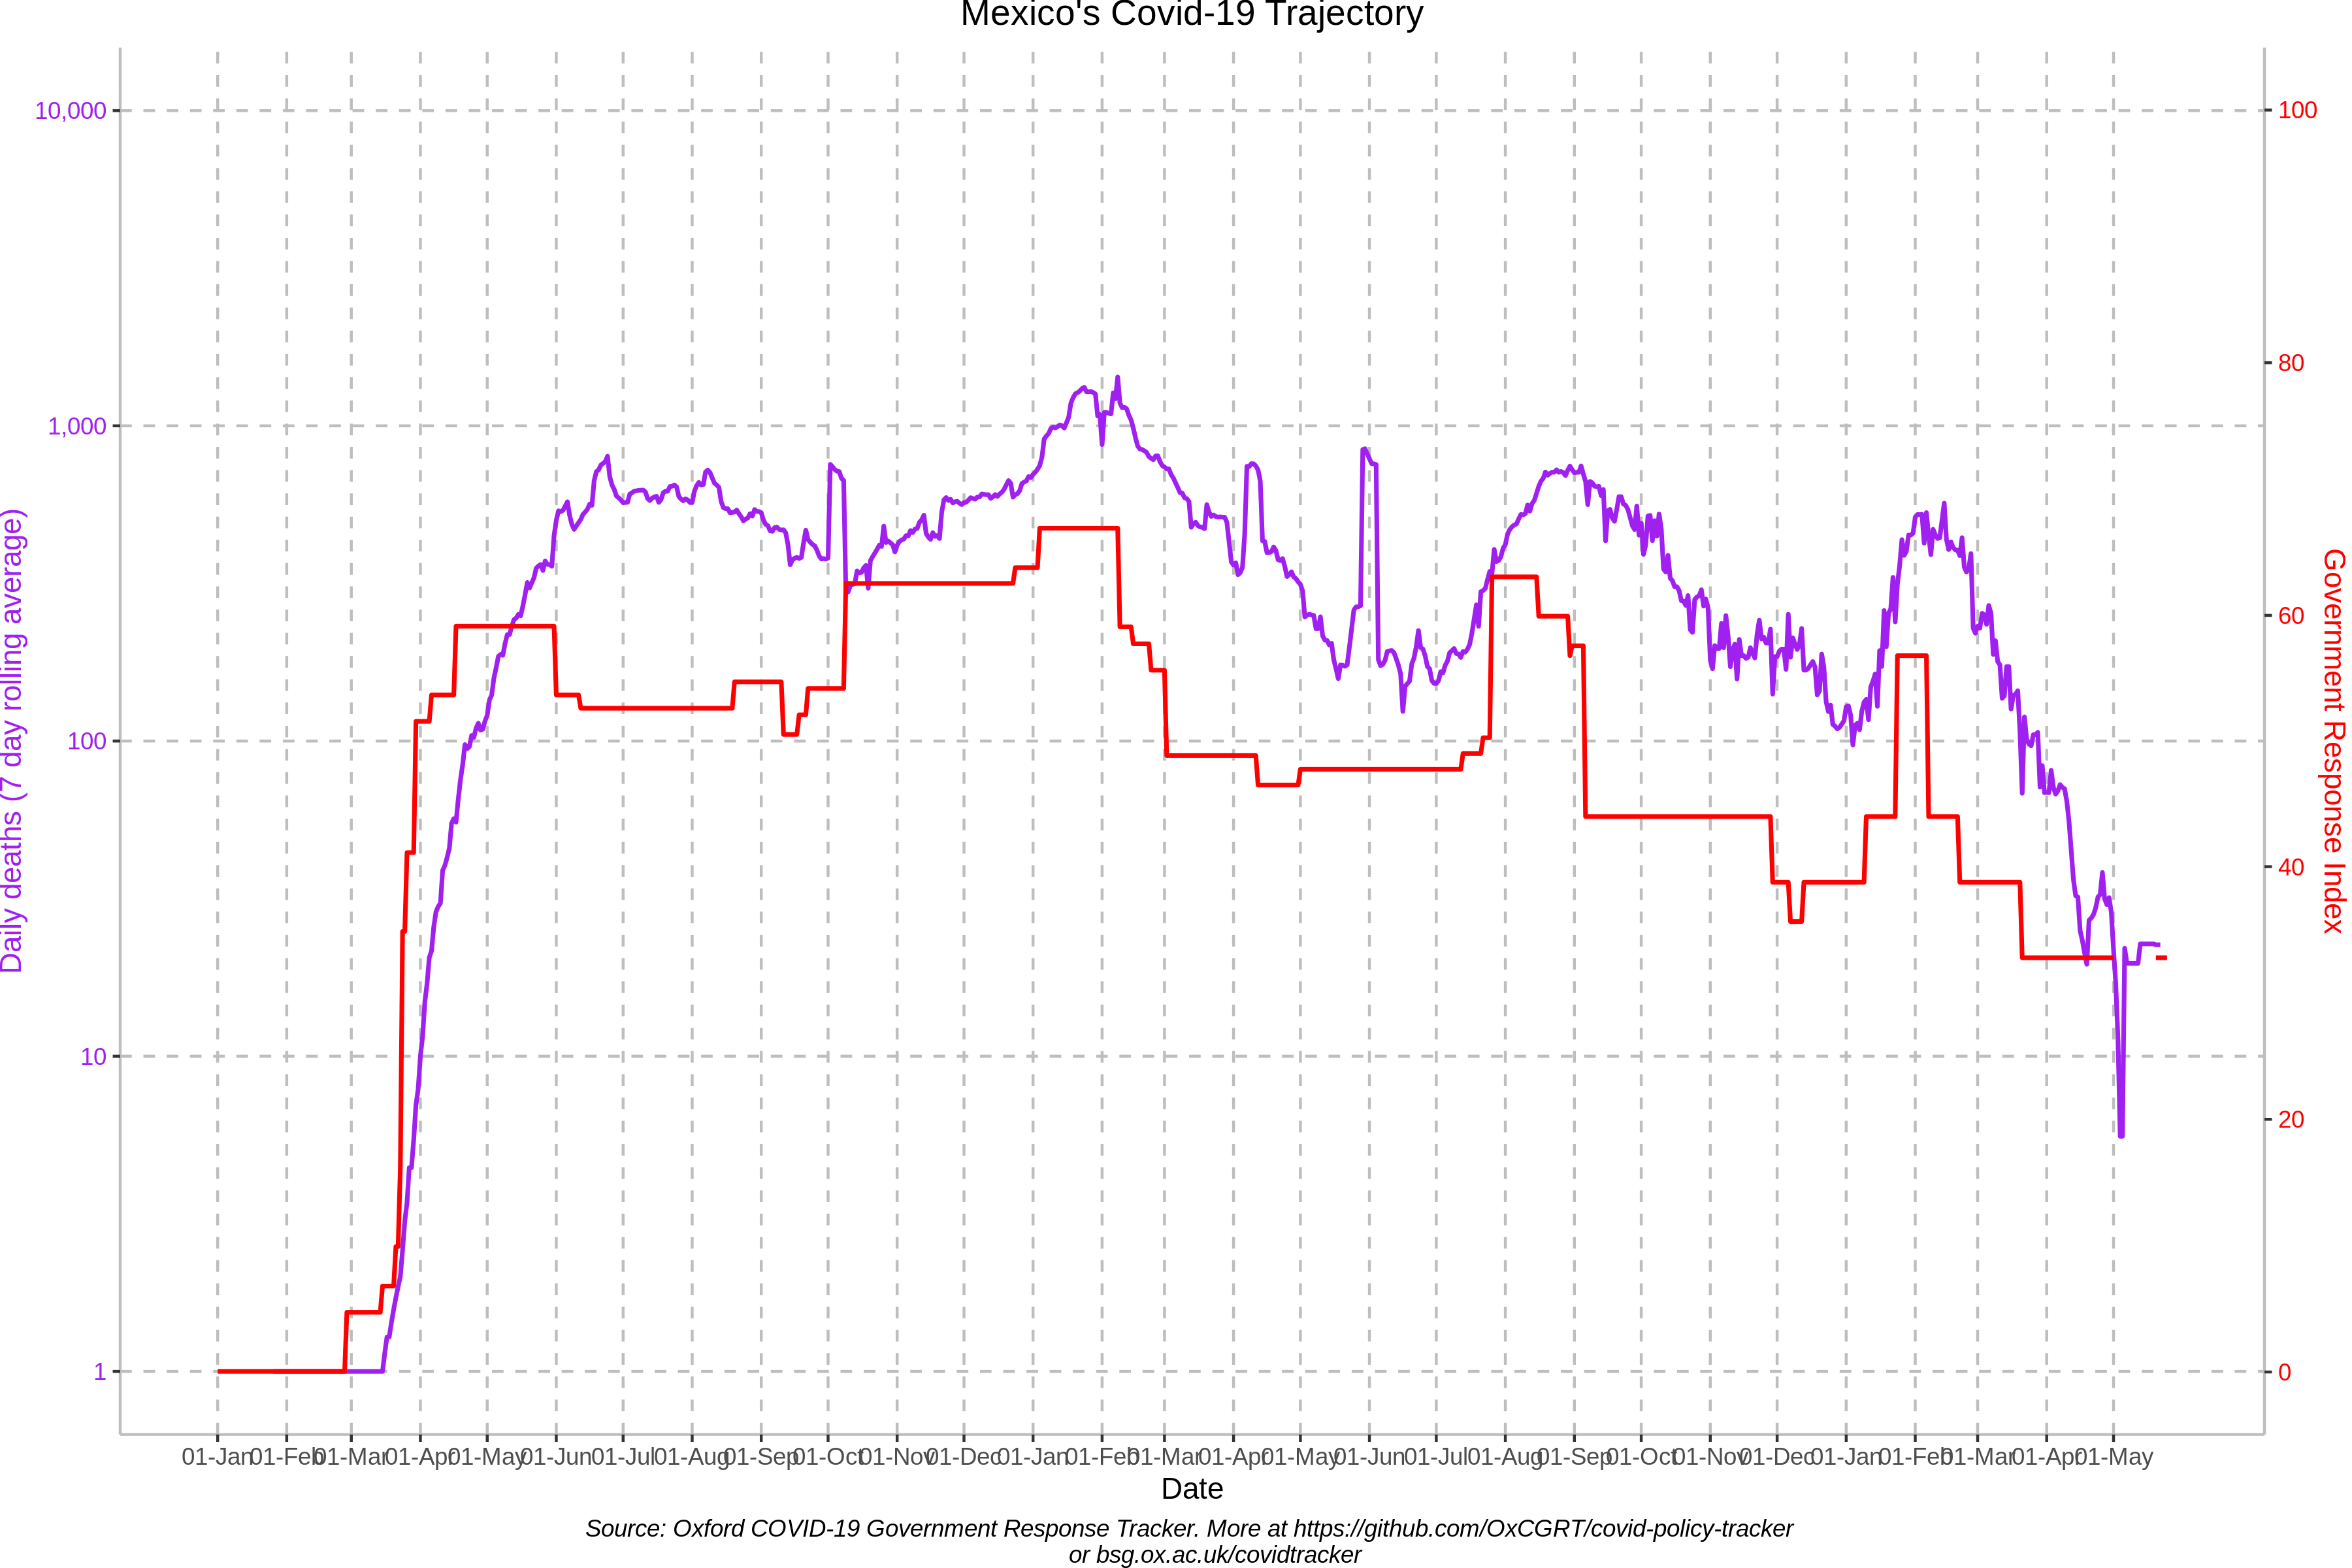 Mexico's Covid-19 Trajectory
10,000
1,000
100
10
1
Daily deaths (7 day rolling average)
100
80
60
40
20
0
Government Response Index
01-Jan 01-Feb 01-Mar 01-Apr 01-May 01-Jun 01-Jul 01-Aug 01-Sep 01-Oct 01-Nov 01-Dec 01-Jan 01-Feb 01-Mar 01-Apr 01-May 01-Jun 01-Jul 01-Aug 01-Sep 01-Oct 01-Nov 01-Dec 01-Jan 01-Feb 01-Mar 01-Apr 01-May
Date
Source: Oxford COVID-19 Government Response Tracker. More at https://github.com/OxCGRT/covid-policy-tracker
or bsg.ox.ac.uk/covidtracker